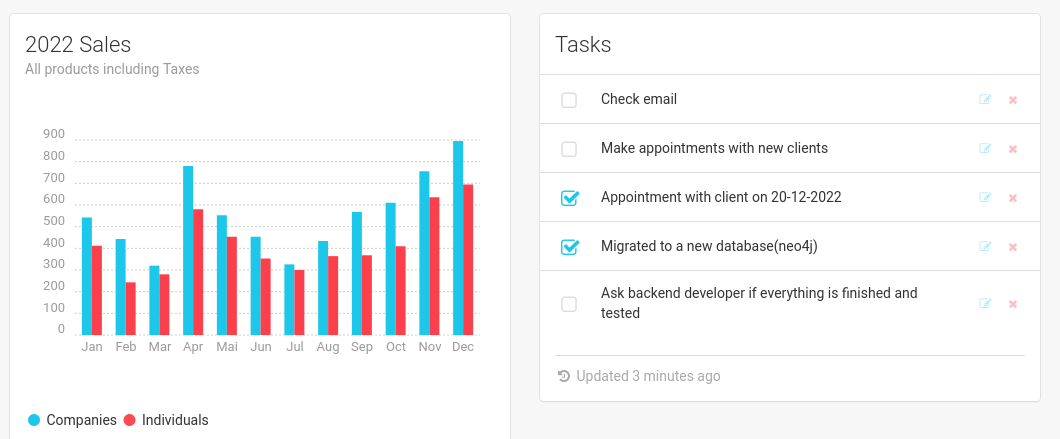 2022 Sales
All products including Taxes
900
800
700
600
500
400
300
200
100
0
Jan Feb Mar Apr Mai Jun Jul Aug Sep Oct Nov Dec
Companies Individuals
Tasks
Check email
Make appointments with new clients
Appointment with client on 20-12-2022
Migrated to a new database(neo4j)
Ask backend developer if everything is finished and
tested
Updated 3 minutes ago